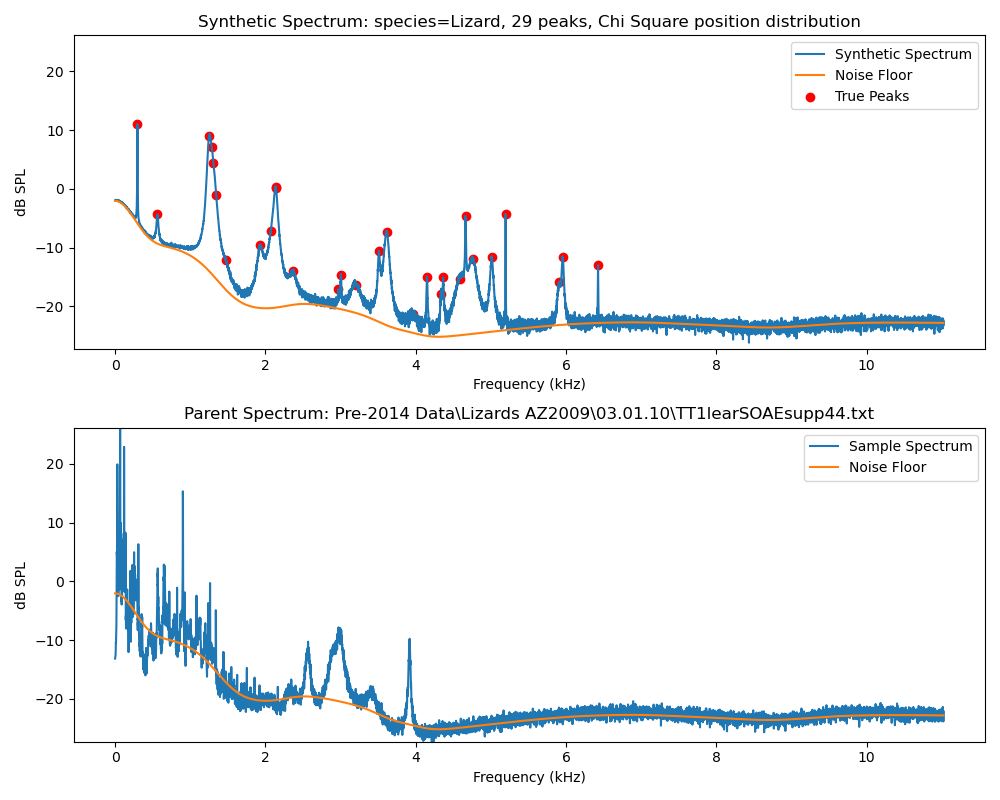 Synthetic Spectrum: species=Lizard, 29 peaks, Chi Square position distribution
20
10
0
−10
−20
dB SPL
Synthetic Spectrum
Noise Floor
True Peaks
0 2 4 6 8 10
Frequency (kHz)
Parent Spectrum: Pre-2014 Data\Lizards AZ2009\03.01.10\TT1learSOAEsupp44.txt
20
10
0
−10
−20
dB SPL
Sample Spectrum
Noise Floor
0 2 4 6 8 10
Frequency (kHz)